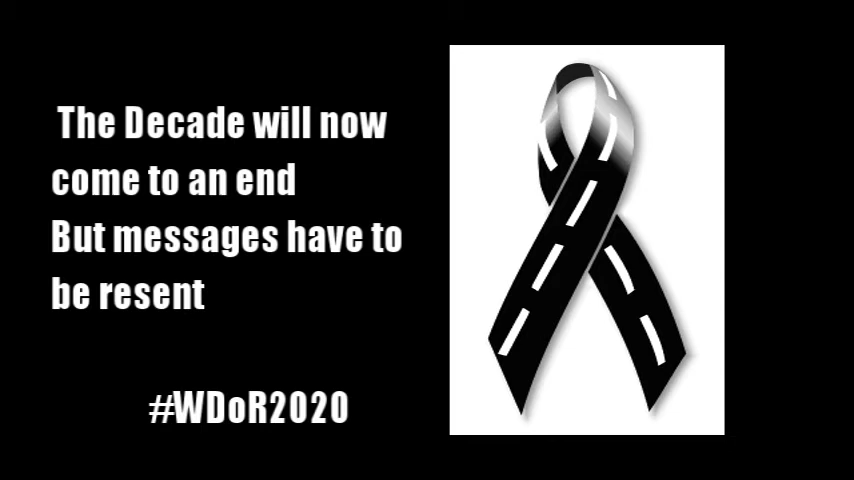 The Decade will now
come to an end
But messages have to
be resent
#WDoR2020